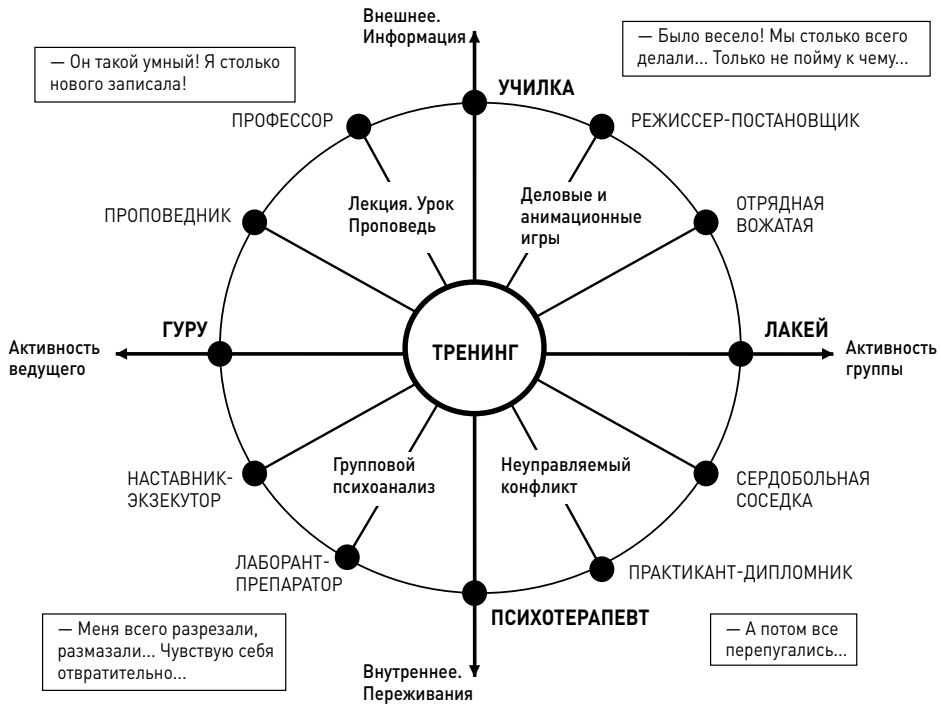 Внешнее.
Информация
— Он такой умный! Я столько
нового записала!
— Было весело! Мы столько всего
делали... Только не пойму к чему...
УЧИЛКА
ПРОФЕССОР
РЕЖИССЕР-ПОСТАНОВЩИК
Лекция. Урок
Проповедь
Деловые и
анимационные
игры
ПРОПОВЕДНИК
ОТРЯДНАЯ
ВОЖАТАЯ
ГУРУ
ЛАКЕЙ
Активность
ведущего
ТРЕНИНГ
Активность
группы
НАСТАВНИК-
ЭКЗЕКУТОР
Групповой
психоанализ
Неуправляемый
конфликт
СЕРДОБОЛЬНАЯ
СОСЕДКА
ЛАБОРАНТ-
ПРЕПАРАТОР
ПРАКТИКАНТ-ДИПЛОМНИК
ПСИХОТЕРАПЕВТ
— Меня всего разрезали,
размазали... Чувствую себя
отвратительно...
— А потом все
перепугались...
Внутреннее.
Переживания